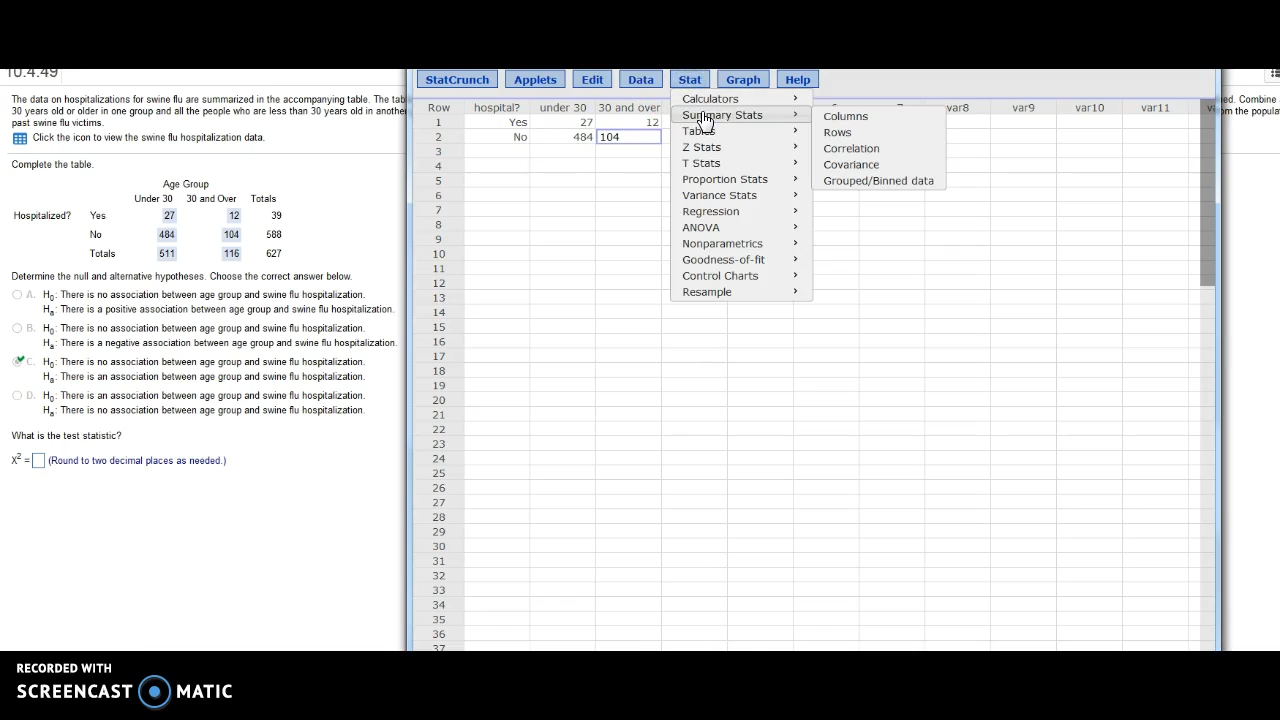 10.4.49
The data on hospitalizations for swine flu are summarized in the accompanying table. The tab
30 years old or older in one group and all the people who are less than 30 years old in anothe
past swine flu victims.
Click the icon to view the swine flu hospitalization data.
Complete the table.
Age Group
Under 30 30 and Over Totals
Hospitalized? Yes 27 12 39
No 484 104 588
Totals 511 116 627
Determine the null and alternative hypotheses. Choose the correct answer below.
A. H0: There is no association between age group and swine flu hospitalization.
Ha: There is a positive association between age group and swine flu hospitalization.
B. H0: There is no association between age group and swine flu hospitalization.
Ha: There is a negative association between age group and swine flu hospitalization.
C. H0: There is no association between age group and swine flu hospitalization.
Ha: There is an association between age group and swine flu hospitalization.
D. H0: There is an association between age group and swine flu hospitalization.
Ha: There is no association between age group and swine flu hospitalization.
What is the test statistic?
X2 = (Round to two decimal places as needed.)
StatCrunch Applets Edit Data Stat Graph Help
Row hospital? under 30 30 and over var8 var9 var10 var11
1 Yes 27 12
2 No 484 104
3
4
5
6
7
8
9
10
11
12
13
14
15
16
17
18
19
20
21
22
23
24
25
26
27
28
29
30
31
32
33
34
35
36
37
Calculators
Summary Stats
Tables
Z Stats
T Stats
Proportion Stats
Variance Stats
Regression
ANOVA
Nonparametrics
Goodness-of-fit
Control Charts
Resample
Columns
Rows
Correlation
Covariance
Grouped/Binned data
ed. Combine
om the popula
RECORDED WITH
SCREENCAST MATIC